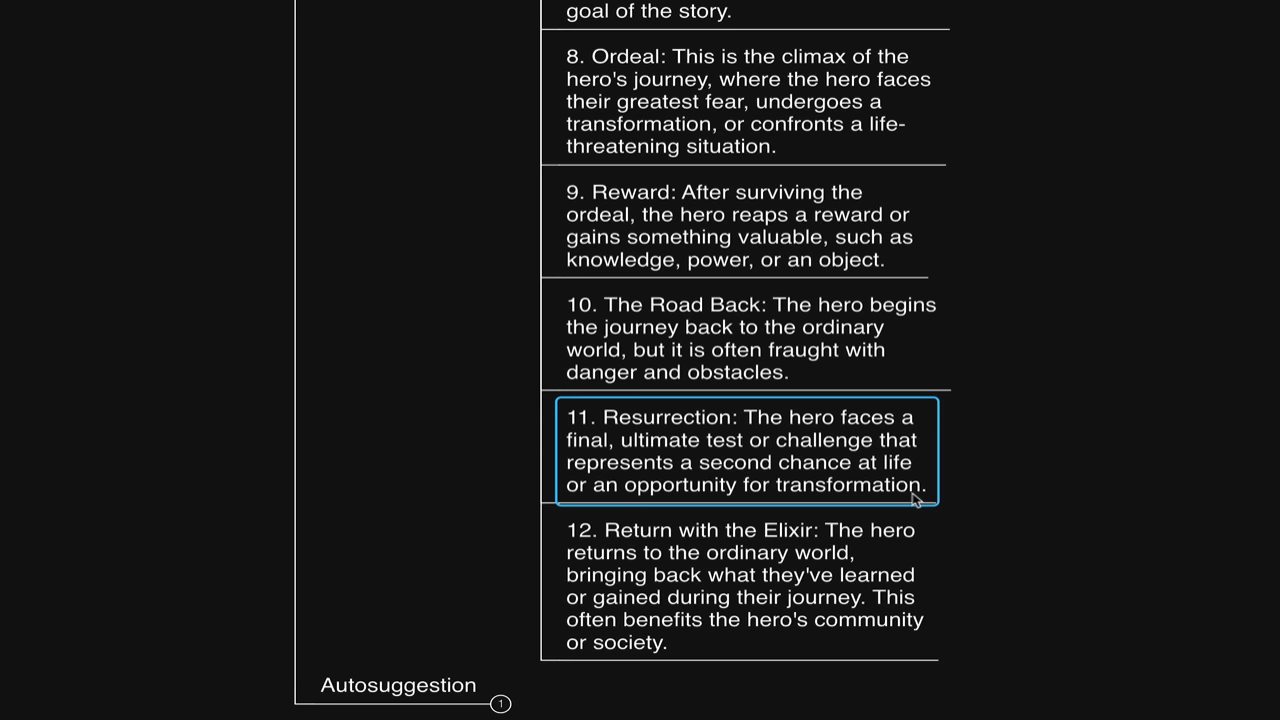 goal of the story.
8. Ordeal: This is the climax of the
hero's journey, where the hero faces
their greatest fear, undergoes a
transformation, or confronts a life-
threatening situation.
9. Reward: After surviving the
ordeal, the hero reaps a reward or
gains something valuable, such as
knowledge, power, or an object.
10. The Road Back: The hero begins
the journey back to the ordinary
world, but it is often fraught with
danger and obstacles.
11. Resurrection: The hero faces a
final, ultimate test or challenge that
represents a second chance at life
or an opportunity for transformation.
12. Return with the Elixir: The hero
returns to the ordinary world,
bringing back what they've learned
or gained during their journey. This
often benefits the hero's community
or society.
Autosuggestion
1